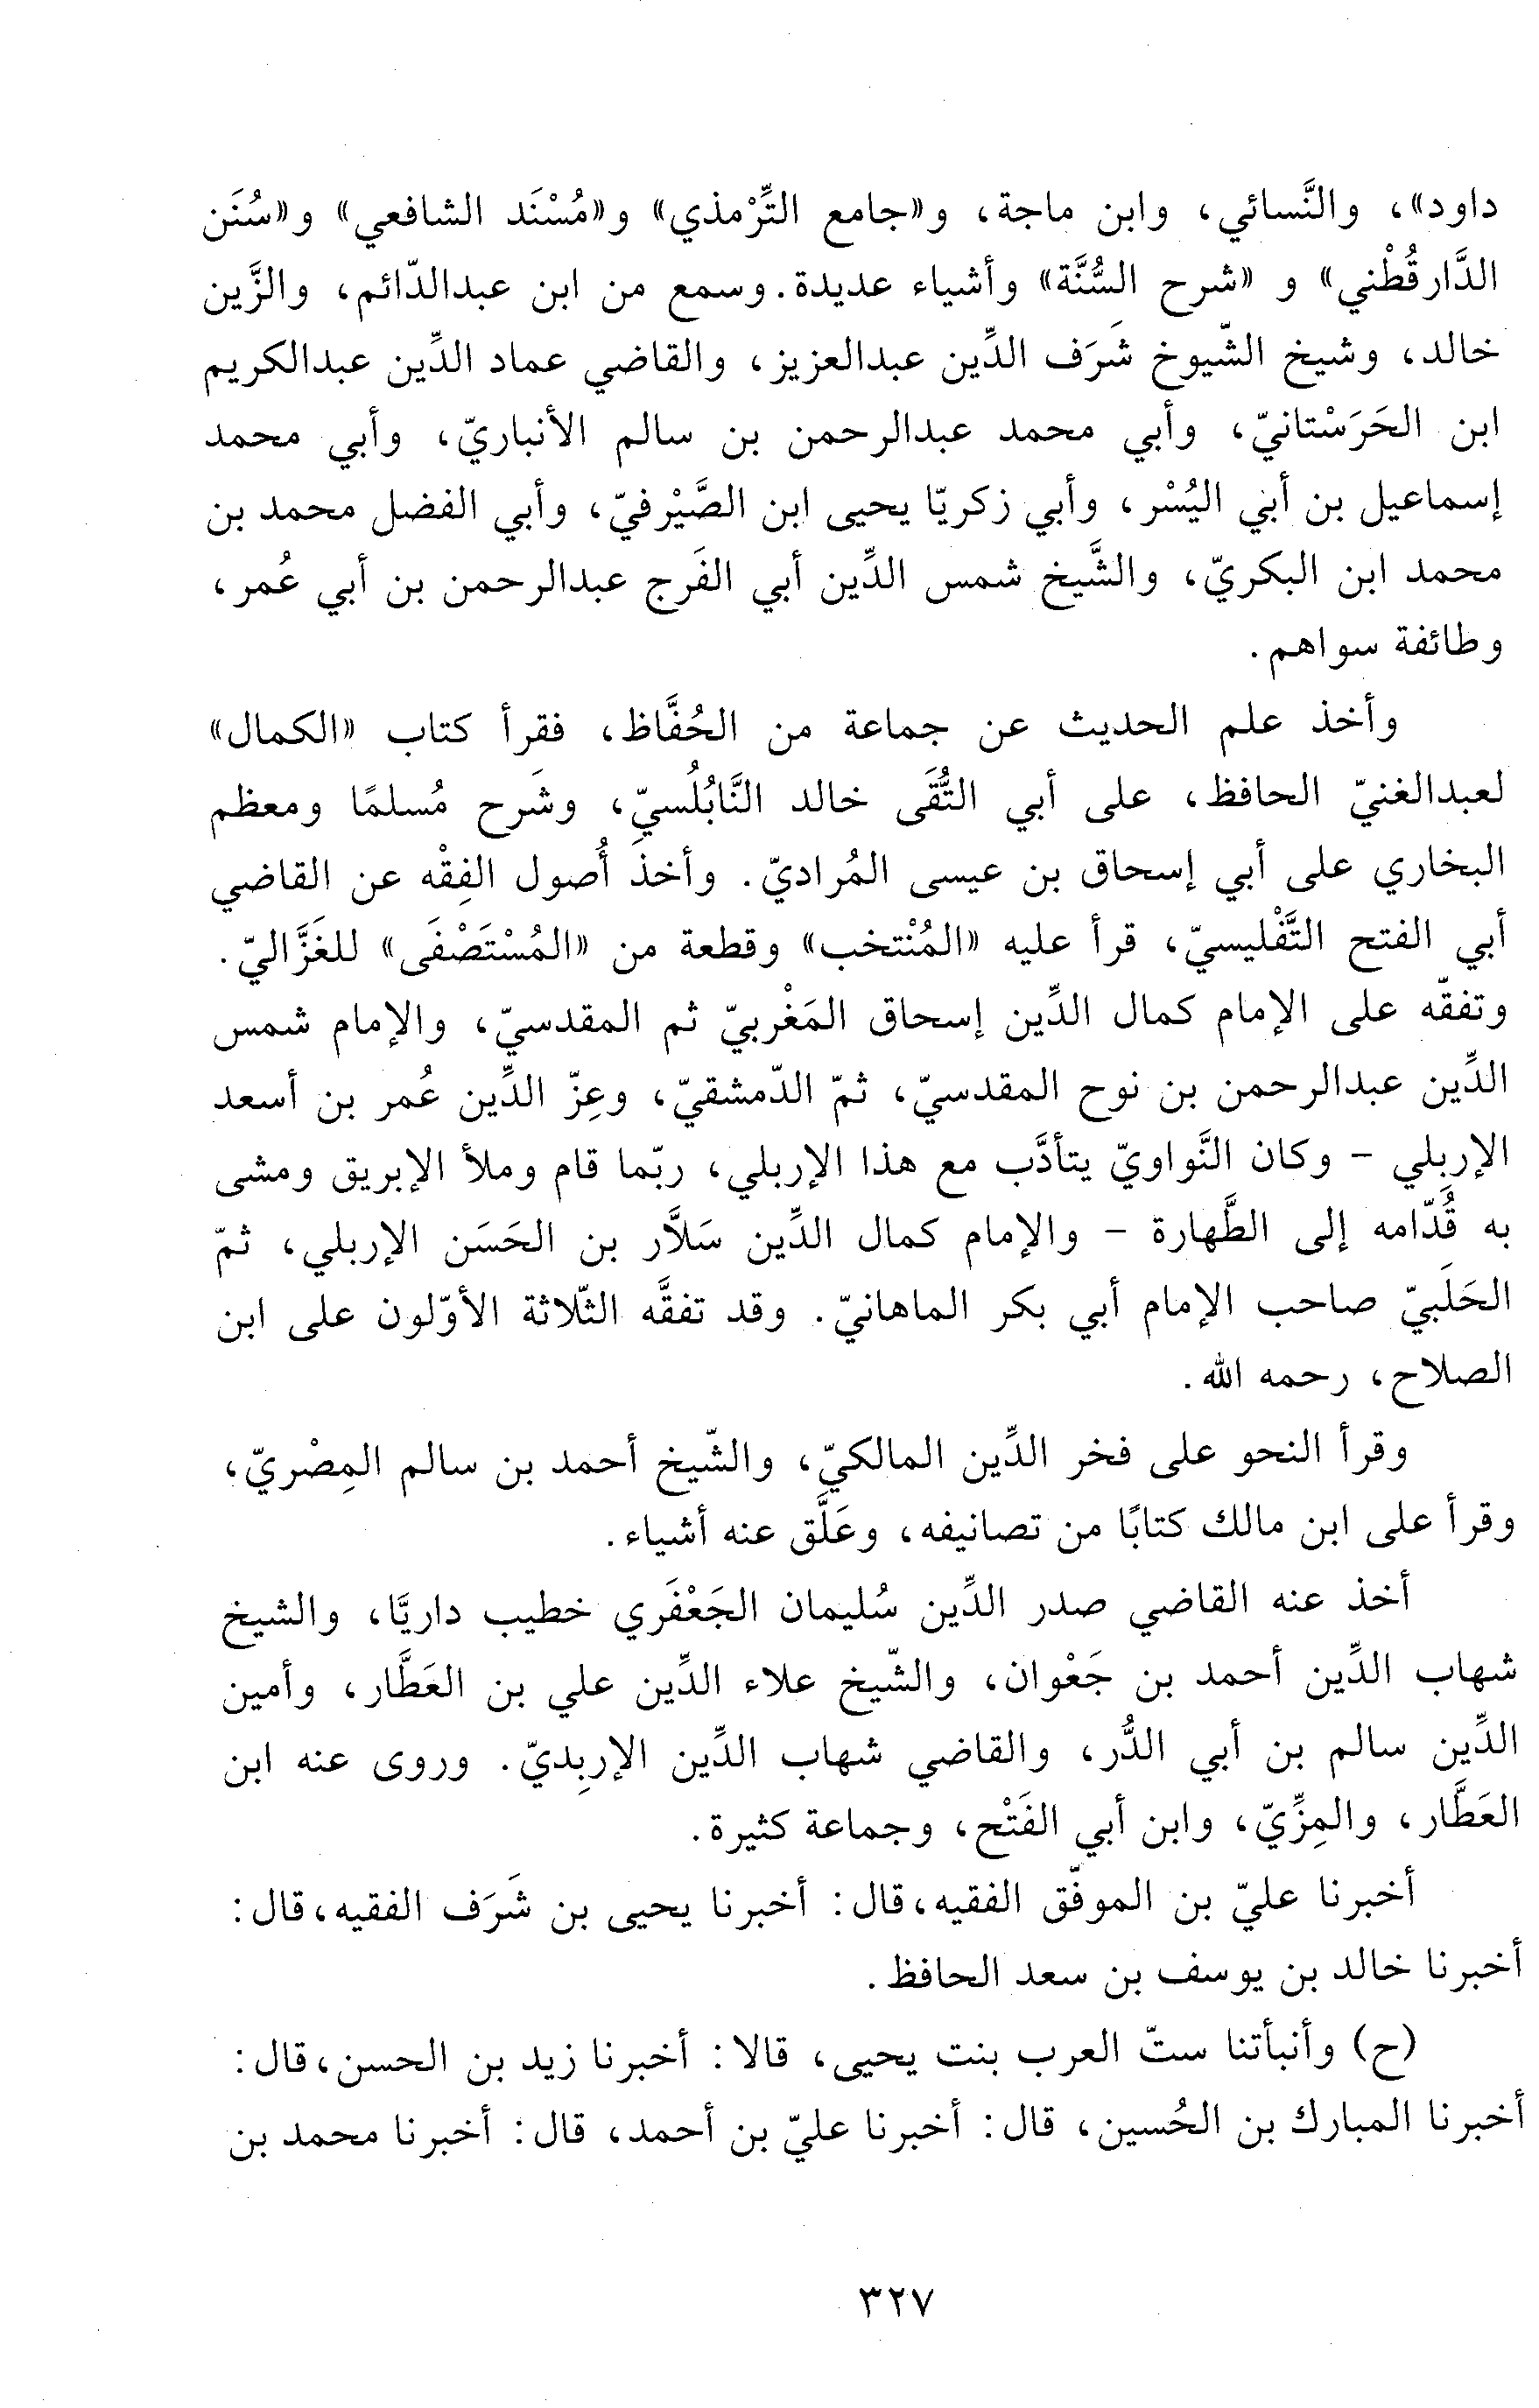 داود»، والنَّسائي، وابن ماجة، و«جامع التِّرْمذي» و«مُسْنَد الشافعي» و«سُنَن
الدَّارقُطْني» و «شرح السُّنَّة» وأشياء عديدة. وسمع من ابن عبدالدّائم، والزَّين
خالد، وشيخ الشّيوخ شَرَف الدِّين عبدالعزيز، والقاضي عماد الدِّين عبدالكريم
ابن الحَرَسْتانيّ، وأبي محمد عبدالرحمن بن سالم الأنباريّ، وأبي محمد
إسماعيل بن أبي اليُسْر، وأبي زكريّا يحيى ابن الصَّيْرفيّ، وأبي الفضل محمد بن
محمد ابن البكريّ، والشَّيخ شمس الدِّين أبي الفَرج عبدالرحمن بن أبي عُمر،
وطائفة سواهم.
وأخذ علم الحديث عن جماعة من الحُفَّاظ، فقرأ كتاب «الكمال»
لعبدالغنيّ الحافظ، على أبي التُّقَى خالد النَّابُلُسيّ، وشَرح مُسلمًا ومعظم
البخاري على أبي إسحاق بن عيسى المُراديّ. وأخذَ أُصول الفِقْه عن القاضي
أبي الفتح التَّفْليسيّ، قرأ عليه «المُنْتخب» وقطعة من «المُسْتَصْفَى» للغَزَّاليّ.
وتفقّه على الإمام كمال الدِّين إسحاق المَغْربيّ ثم المقدسيّ، والإمام شمس
الدِّين عبدالرحمن بن نوح المقدسيّ، ثمّ الدّمشقيّ، وعِزّ الدِّين عُمر بن أسعد
الإربلي - وكان النَّواويّ يتأدَّب مع هذا الإربلي، ربّما قام وملأ الإبريق ومشى
به قُدّامه إلى الطَّهارة - والإمام كمال الدِّين سَلاَّر بن الحَسَن الإربلي، ثمّ
الحَلَبيّ صاحب الإمام أبي بكر الماهانيّ. وقد تفقَّه الثّلاثة الأوّلون على ابن
الصلاح، رحمه الله.
وقرأ النحو على فخر الدِّين المالكيّ، والشّيخ أحمد بن سالم المِصْريّ،
وقرأ على ابن مالك كتابًا من تصانيفه، وعَلَّق عنه أشياء.
أخذ عنه القاضي صدر الدِّين سُليمان الجَعْفَري خطيب داريَّا، والشيخ
شهاب الدِّين أحمد بن جَعْوان، والشّيخ علاء الدِّين علي بن العَطَّار، وأمين
الدِّين سالم بن أبي الدُّر، والقاضي شهاب الدِّين الإربِديّ. وروى عنه ابن
العَطَّار، والمِزِّيّ، وابن أبي الفَتْح، وجماعة كثيرة.
أخبرنا عليّ بن الموفّق الفقيه، قال: أخبرنا يحيى بن شَرَف الفقيه، قال:
أخبرنا خالد بن يوسف بن سعد الحافظ.
(ح) وأنبأتنا ستّ العرب بنت يحيى، قالا: أخبرنا زيد بن الحسن، قال:
أخبرنا المبارك بن الحُسين، قال: أخبرنا عليّ بن أحمد، قال: أخبرنا محمد بن
٣٢٧